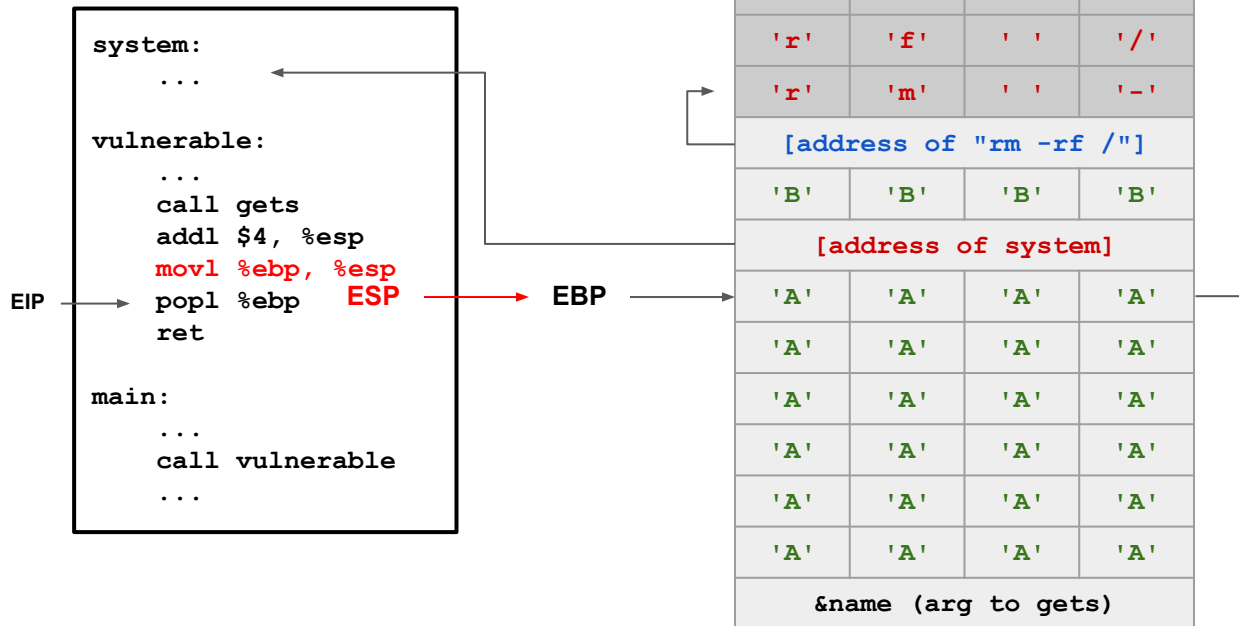 system:
...
vulnerable:
...
call gets
addl $4, %esp
movl %ebp, %esp
popl %ebp
ret
main:
...
call vulnerable
...
EIP
ESP
EBP
'r' 'f' ' ' '/'
'r' 'm' ' ' '-'
[address of "rm -rf /"]
'B' 'B' 'B' 'B'
[address of system]
'A' 'A' 'A' 'A'
'A' 'A' 'A' 'A'
'A' 'A' 'A' 'A'
'A' 'A' 'A' 'A'
'A' 'A' 'A' 'A'
'A' 'A' 'A' 'A'
&name (arg to gets)